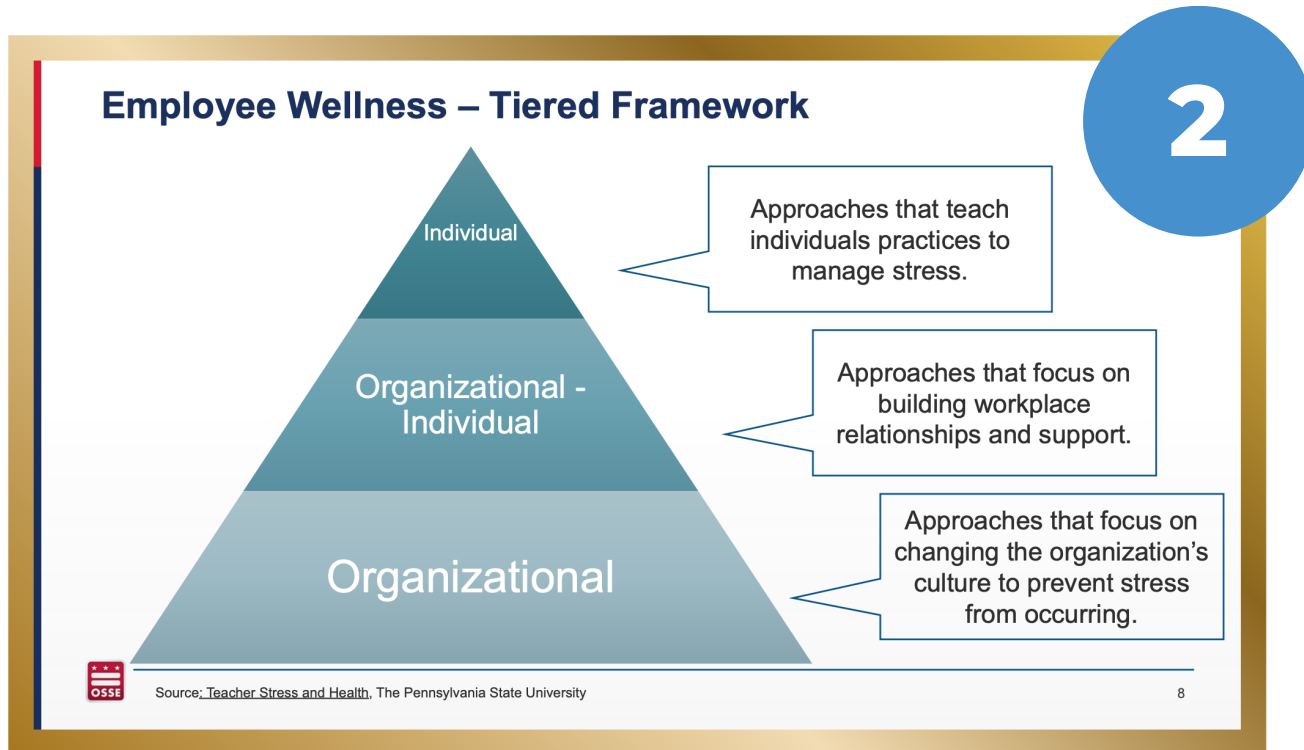 2
Employee Wellness – Tiered Framework
Individual
Approaches that teach
individuals practices to
manage stress.
Organizational -
Individual
Approaches that focus on
building workplace
relationships and support.
Organizational
Approaches that focus on
changing the organization's
culture to prevent stress
from occurring.
OSSE
Source: Teacher Stress and Health, The Pennsylvania State University
8